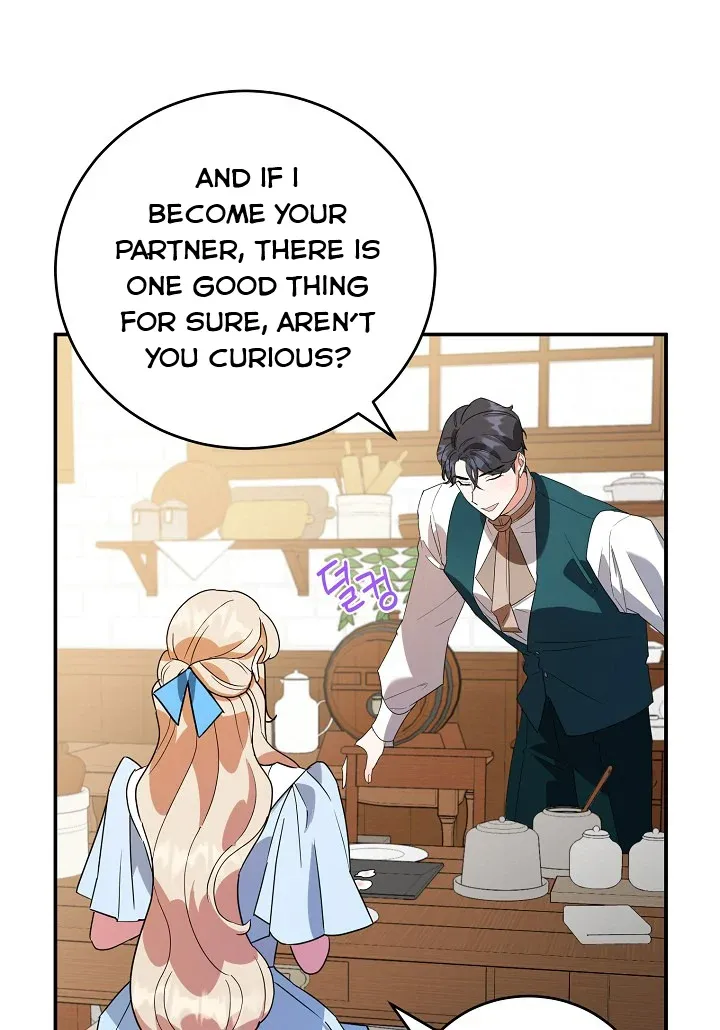 AND IF I
BECOME YOUR
PARTNER, THERE IS
ONE GOOD THING
FOR SURE, AREN'T
YOU CURIOUS?
덜컹